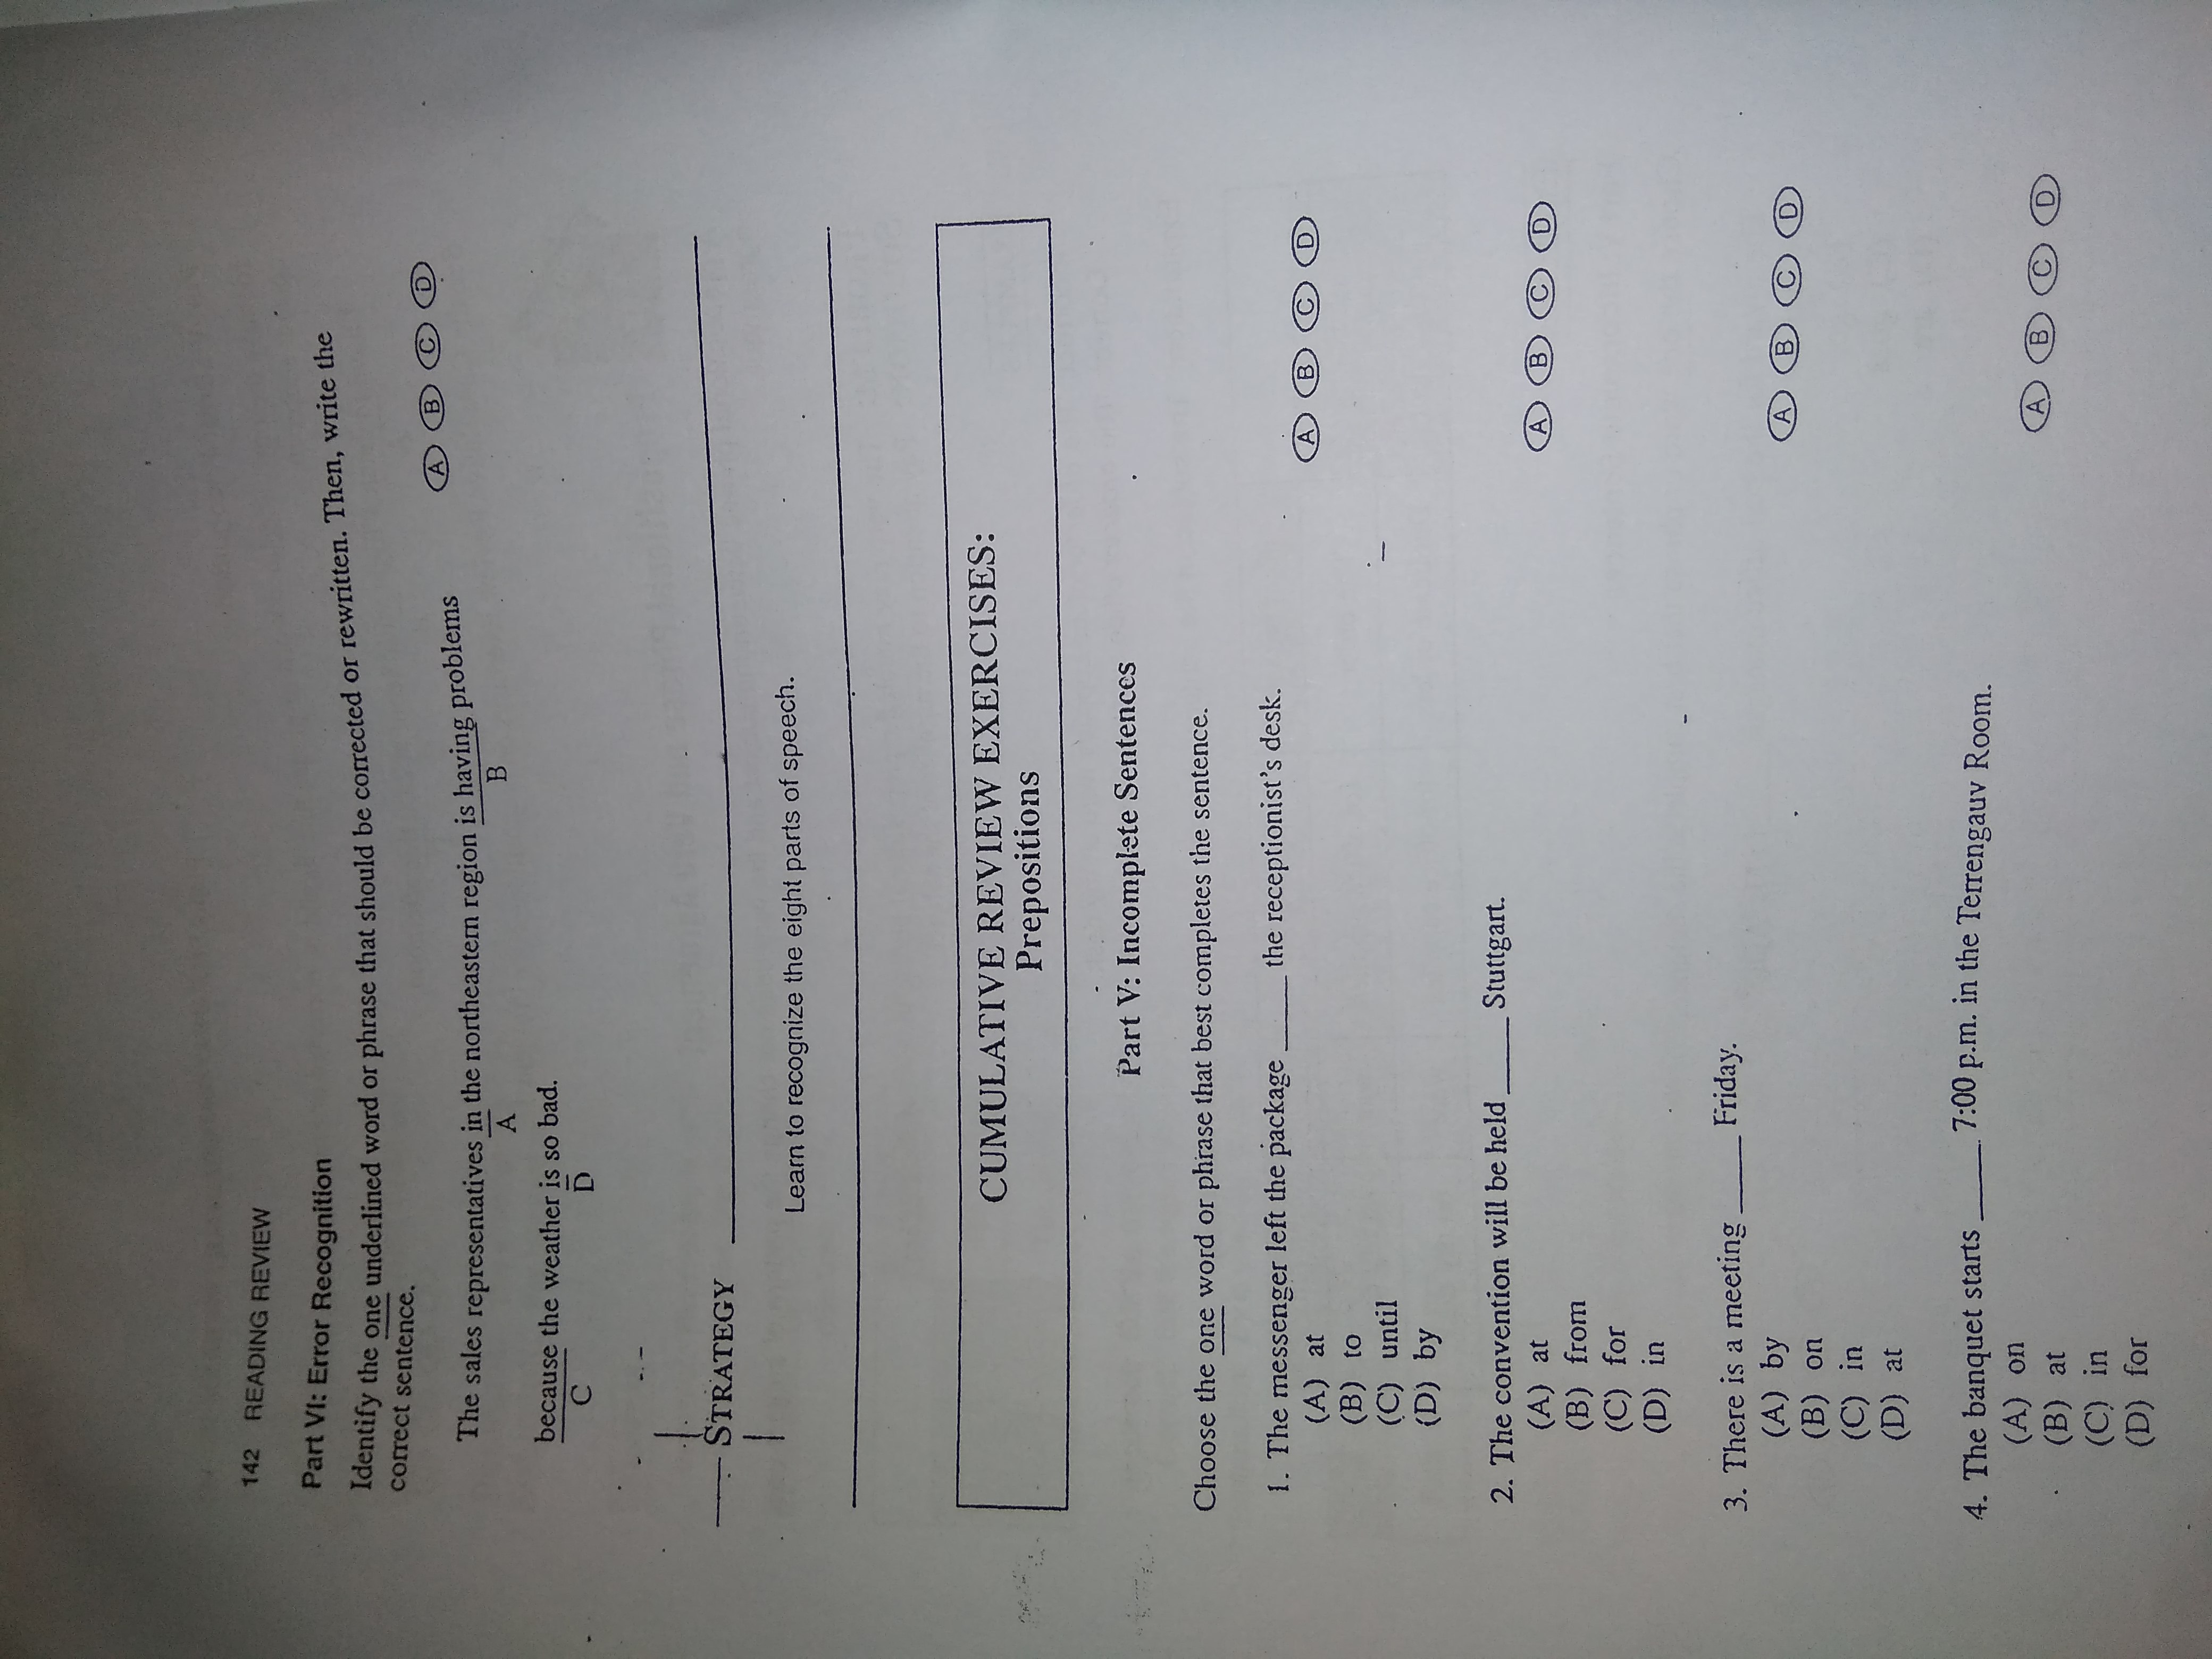 142 READING REVIEW
Part VI: Error Recognition
Identify the one underlined word or phrase that should be corrected or rewritten. Then, write the
correct sentence.
A B C D
The sales representatives in the northeastern region is having problems
A B
because the weather is so bad.
C D
STRATEGY
Learn to recognize the eight parts of speech.
CUMULATIVE REVIEW EXERCISES:
Prepositions
Part V: Incomplete Sentences
Choose the one word or phrase that best completes the sentence.
1. The messenger left the package _____ the receptionist's desk.
(A) at
A B C D
(B) to
(C) until
(D) by
2. The convention will be held _____ Stuttgart.
(A) at
A B C D
(B) from
(C) for
(D) in
3. There is a meeting _____ Friday.
(A) by
A B C D
(B) on
(C) in
(D) at
4. The banquet starts _____ 7:00 p.m. in the Terrengauv Room.
(A) on
A B C D
(B) at
(C) in
(D) for